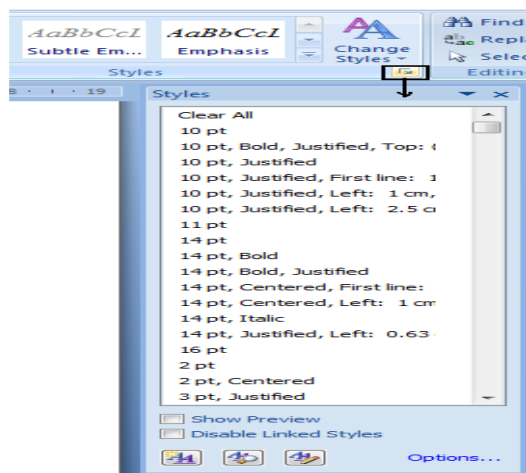 AaBbCcI AaBbCcI
Subtle Em... Emphasis Change Styles
Find
Repl
Selec
Styles Editin
8 · ı · 19
Styles
Clear All
10 pt
10 pt, Bold, Justified, Top: (
10 pt, Justified
10 pt, Justified, First line: 1
10 pt, Justified, Left: 1 cm,
10 pt, Justified, Left: 2.5 cr
11 pt
14 pt
14 pt, Bold
14 pt, Bold, Justified
14 pt, Centered, First line:
14 pt, Centered, Left: 1 cm
14 pt, Italic
14 pt, Justified, Left: 0.63
16 pt
2 pt
2 pt, Centered
3 pt, Justified
Show Preview
Disable Linked Styles
Options...